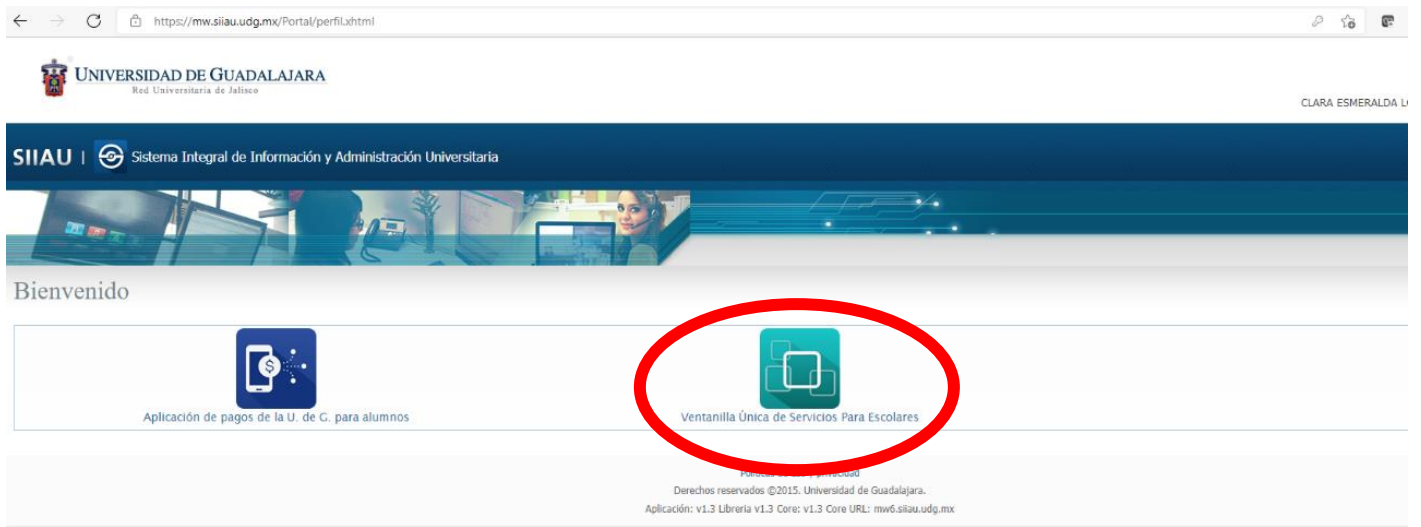 https://mw.siiau.udg.mx/Portal/perfil.xhtml
UNIVERSIDAD DE GUADALAJARA
Red Universitaria de Jalisco
CLARA ESMERALDA
SIIAU | Sistema Integral de Información y Administración Universitaria
Bienvenido
Aplicación de pagos de la U. de G. para alumnos
Ventanilla Única de Servicios Para Escolares
Derechos reservados ©2015. Universidad de Guadalajara.
Aplicación: v1.3 Libreria v1.3 Core: v1.3 Core URL: mw6.siiau.udg.mx